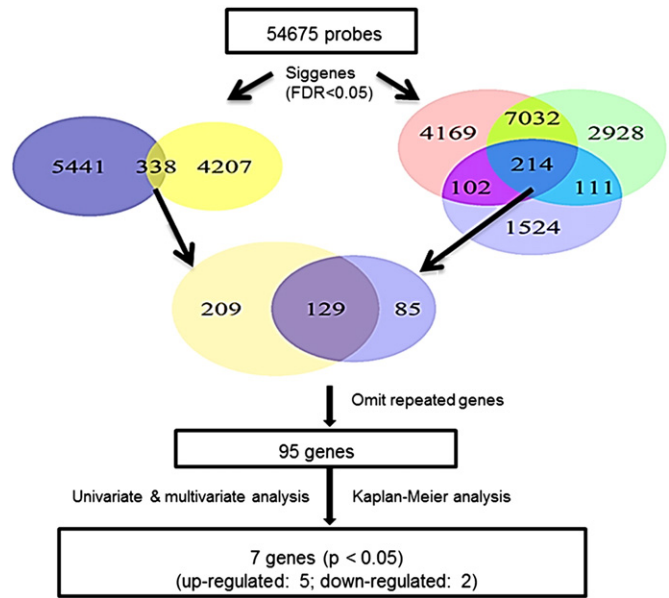 54675 probes
Siggenes
(FDR<0.05)
5441 338 4207
4169 7032 2928
214
102 111
1524
209 129 85
Omit repeated genes
95 genes
Univariate & multivariate analysis Kaplan-Meier analysis
7 genes (p < 0.05)
(up-regulated: 5; down-regulated: 2)